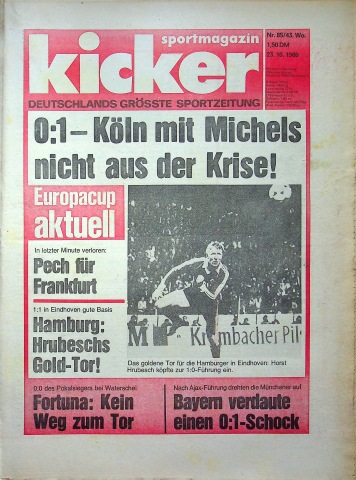 sportmagazin
kicker
Nr. 85/43. Wo.
1,50 DM
23. 10. 1980
DEUTSCHLANDS GRÖSSTE SPORTZEITUNG
0:1 – Köln mit Michels
nicht aus der Krise!
Europacup
aktuell
In letzter Minute verloren:
Pech für
Frankfurt
1:1 in Eindhoven gute Basis
Hamburg:
Hrubeschs
Gold-Tor!
M
Krombacher Pil
Das goldene Tor für die Hamburger in Eindhoven: Horst
Hrubesch köpfte zur 1:0-Führung ein.
0:0 des Pokalsiegers bei Waterschei
Fortuna: Kein
Weg zum Tor
Nach Ajax-Führung drehten die Münchener auf
Bayern verdaute
einen 0:1-Schock